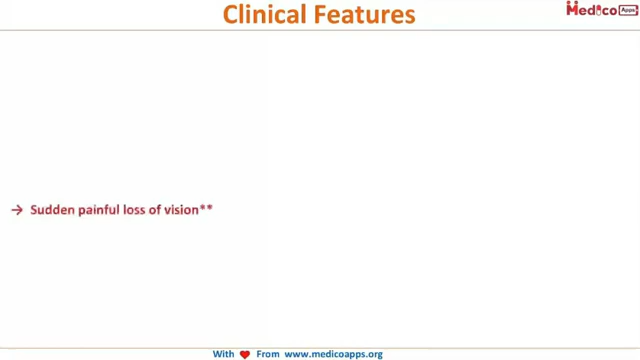 Clinical Features
Medico Apps
→ Sudden painful loss of vision**
With ❤ From www.medicoapps.org